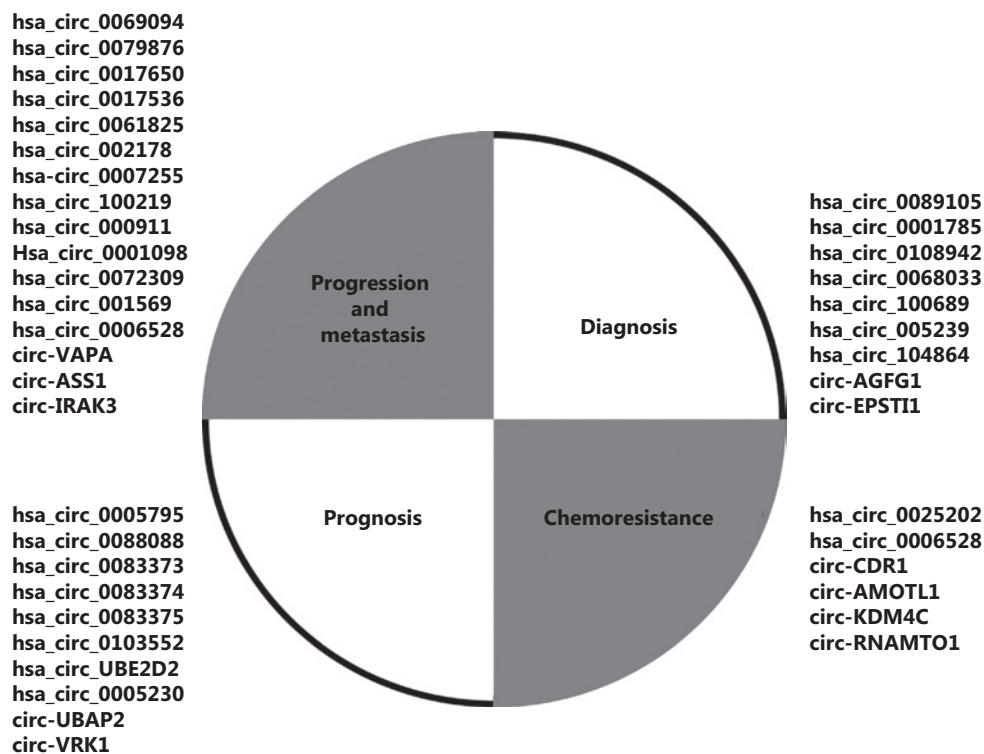 hsa_circ_0069094
hsa_circ_0079876
hsa_circ_0017650
hsa_circ_0017536
hsa_circ_0061825
hsa_circ_002178
hsa-circ_0007255
hsa_circ_100219
hsa_circ_000911
Hsa_circ_0001098
hsa_circ_0072309
hsa_circ_001569
hsa_circ_0006528
circ-VAPA
circ-ASS1
circ-IRAK3
Progression
and
metastasis
Diagnosis
hsa_circ_0089105
hsa_circ_0001785
hsa_circ_0108942
hsa_circ_0068033
hsa_circ_100689
hsa_circ_005239
hsa_circ_104864
circ-AGFG1
circ-EPSTI1
hsa_circ_0005795
hsa_circ_0088088
hsa_circ_0083373
hsa_circ_0083374
hsa_circ_0083375
hsa_circ_0103552
hsa_circ_UBE2D2
hsa_circ_0005230
circ-UBAP2
circ-VRK1
Prognosis
Chemoresistance
hsa_circ_0025202
hsa_circ_0006528
circ-CDR1
circ-AMOTL1
circ-KDM4C
circ-RNAMTO1